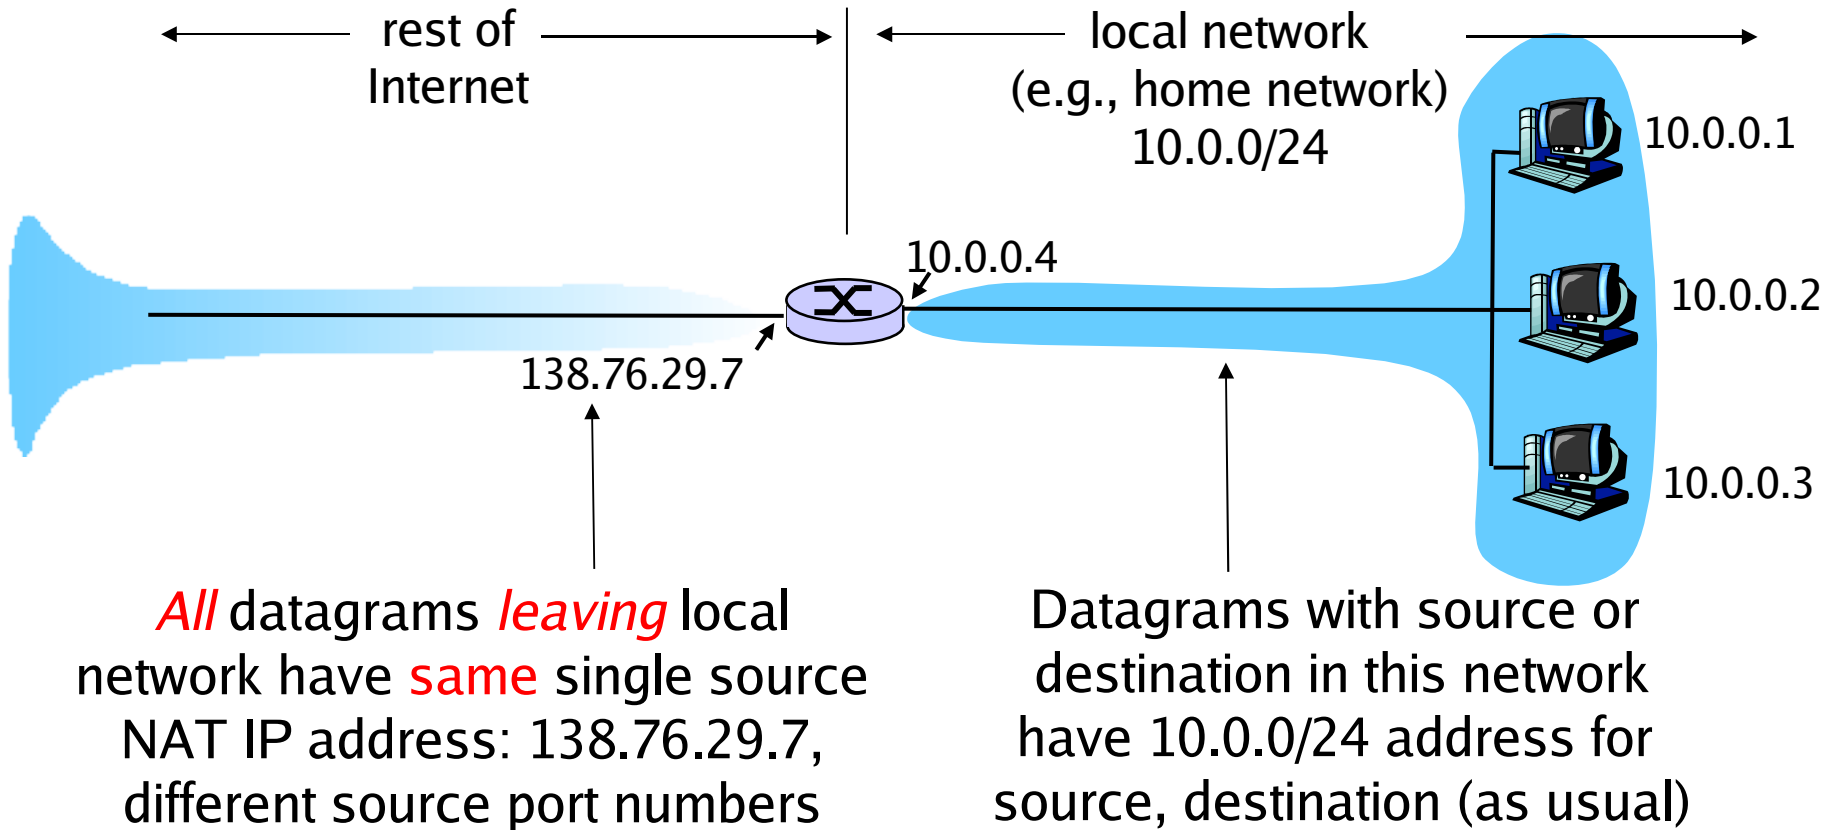 rest of
Internet
local network
(e.g., home network)
10.0.0/24
10.0.0.1
10.0.0.4
10.0.0.2
138.76.29.7
10.0.0.3
All datagrams leaving local
network have same single source
NAT IP address: 138.76.29.7,
different source port numbers
Datagrams with source or
destination in this network
have 10.0.0/24 address for
source, destination (as usual)